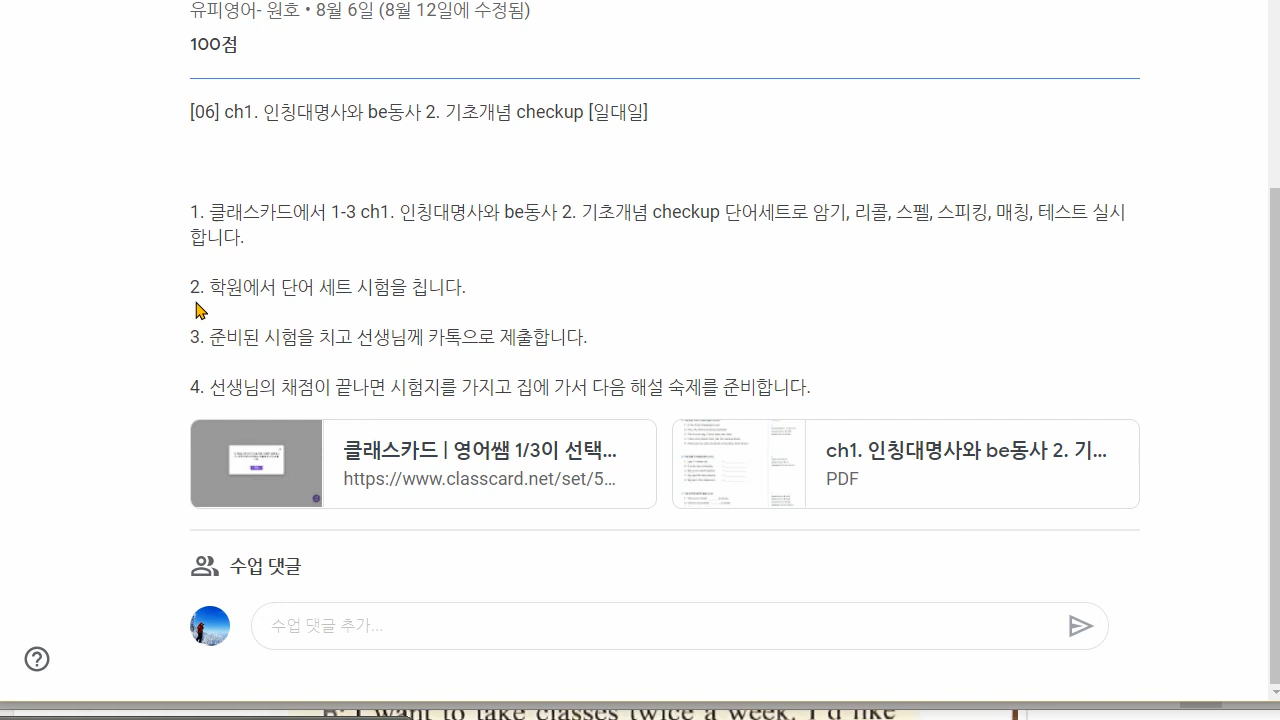 유피영어- 원호 • 8월 6일 (8월 12일에 수정됨)
100점
[06] ch1. 인칭대명사와 be동사 2. 기초개념 checkup [일대일]
1. 클래스카드에서 1-3 ch1. 인칭대명사와 be동사 2. 기초개념 checkup 단어세트로 암기, 리콜, 스펠, 스피킹, 매칭, 테스트 실시
합니다.
2. 학원에서 단어 세트 시험을 칩니다.
3. 준비된 시험을 치고 선생님께 카톡으로 제출합니다.
4. 선생님의 채점이 끝나면 시험지를 가지고 집에 가서 다음 해설 숙제를 준비합니다.
클래스카드 | 영어쌤 1/3이 선택...
https://www.classcard.net/set/5...
ch1. 인칭대명사와 be동사 2. 기...
PDF
수업 댓글
수업 댓글 추가...
B: I want to take classes twice a week. I'd like